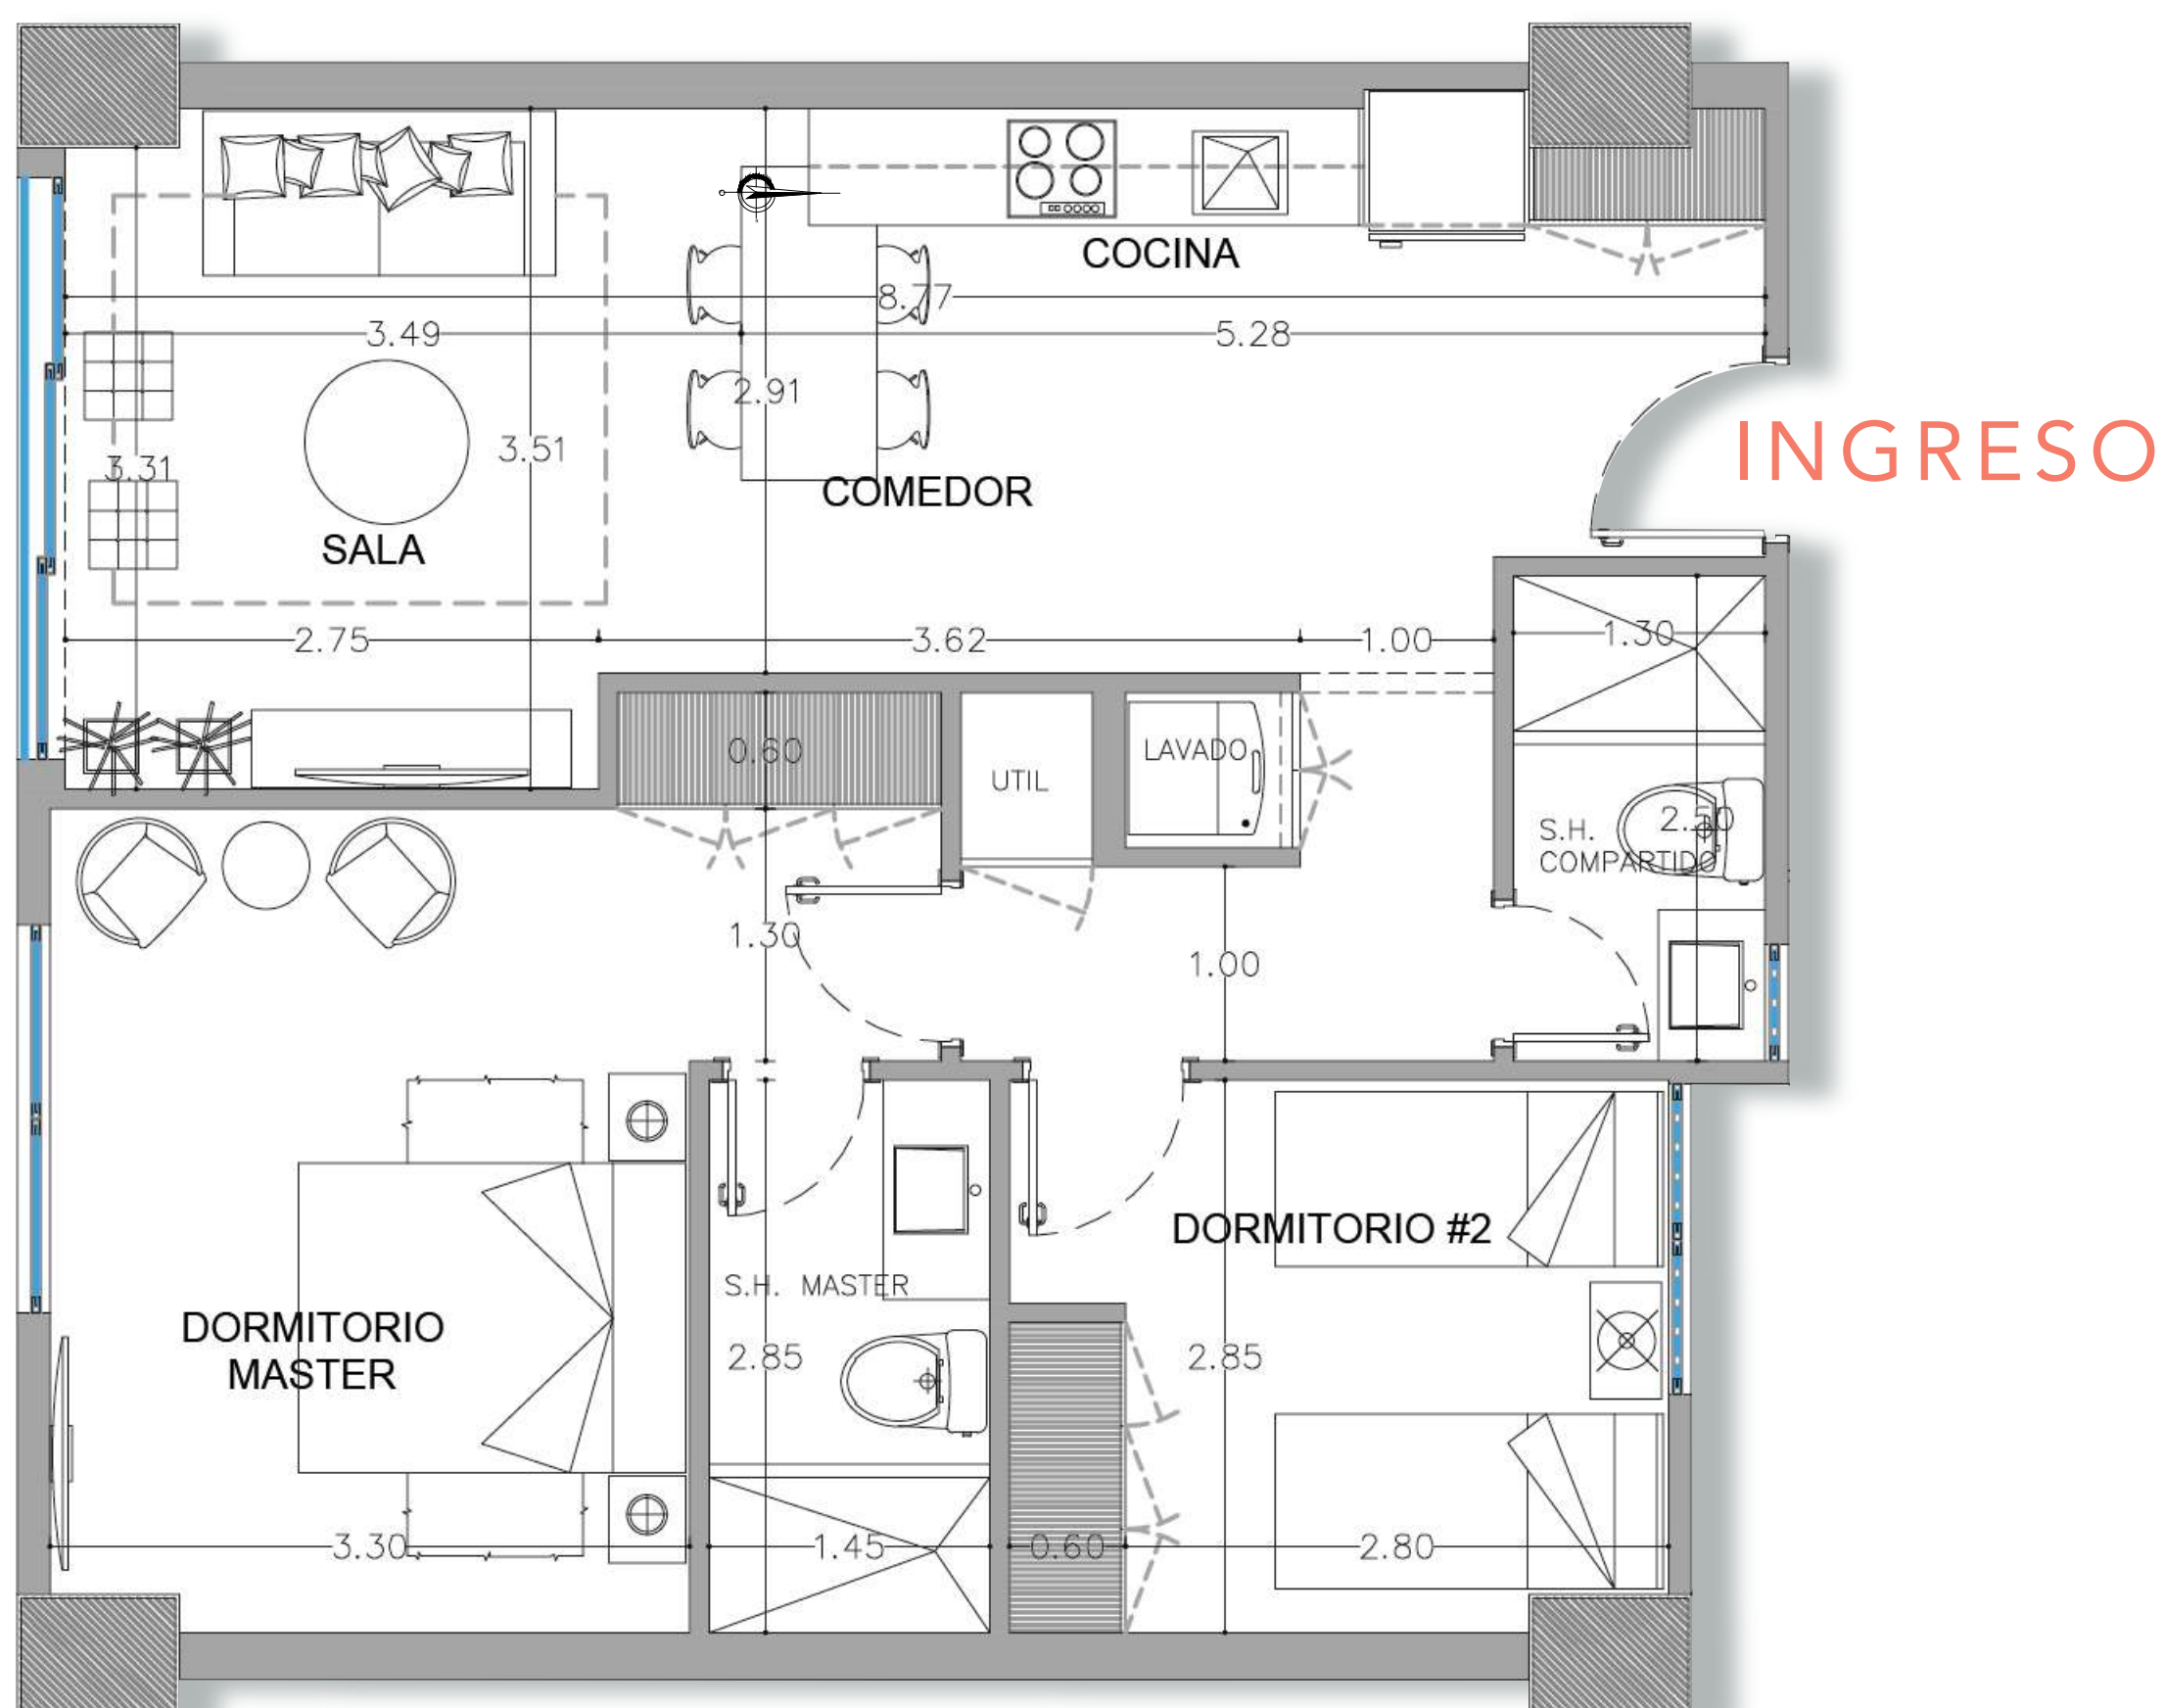 COCINA
8.77
3.49
5.28
2.91
INGRESO
3.51
3.31
COMEDOR
SALA
2.75
3.62
1.00
1.30
0.60
LAVADO
UTIL
2.50
S.H.
COMPARTIDO
1.30
1.00
DORMITORIO #2
S.H. MASTER
DORMITORIO
MASTER
2.85
2.85
3.30
1.45
0.60
2.80